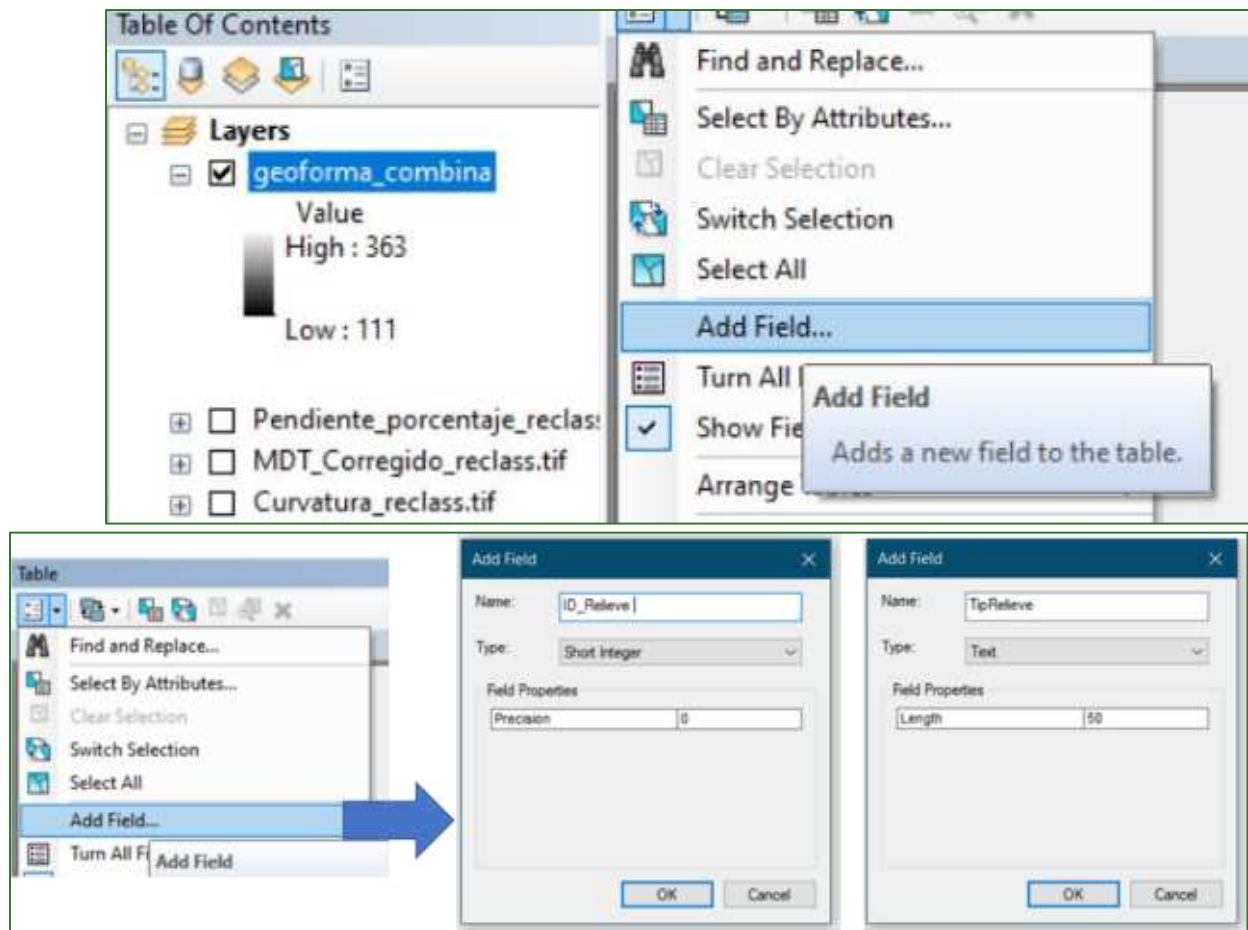 Table Of Contents
Layers
geoforma_combina
Value
High : 363
Low : 111
Pendiente_porcentaje_reclass
MDT_Corregido_reclass.tif
Curvatura_reclass.tif
Find and Replace...
Select By Attributes...
Clear Selection
Switch Selection
Select All
Add Field...
Turn All
Show Fie
Arrange
Add Field
Adds a new field to the table.
Table
Find and Replace...
Select By Attributes...
Clear Selection
Switch Selection
Select All
Add Field...
Turn All Fi
Add Field
Add Field
Name: ID_Relieve
Type: Short Integer
Field Properties
Precision 0
OK Cancel
Add Field
Name: TipRelieve
Type: Text
Field Properties
Length 50
OK Cancel